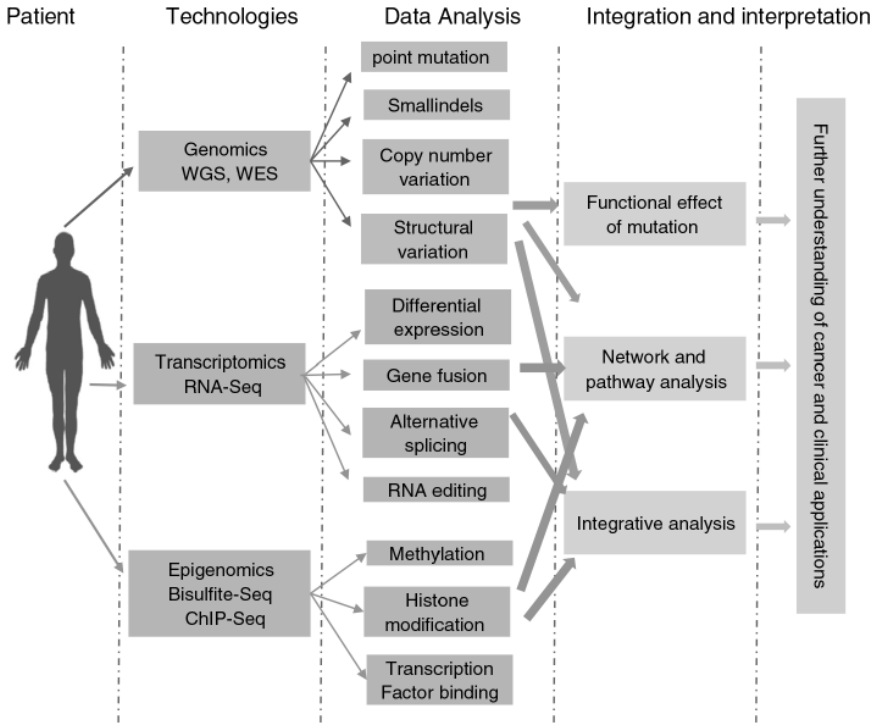 Patient
Technologies
Data Analysis
Integration and interpretation
Genomics
WGS, WES
Transcriptomics
RNA-Seq
Epigenomics
Bisulfite-Seq
ChIP-Seq
point mutation
Smallindels
Copy number
variation
Structural
variation
Differential
expression
Gene fusion
Alternative
splicing
RNA editing
Methylation
Histone
modification
Transcription
Factor binding
Functional effect
of mutation
Network and
pathway analysis
Integrative analysis
Further understanding of cancer and clinical applications